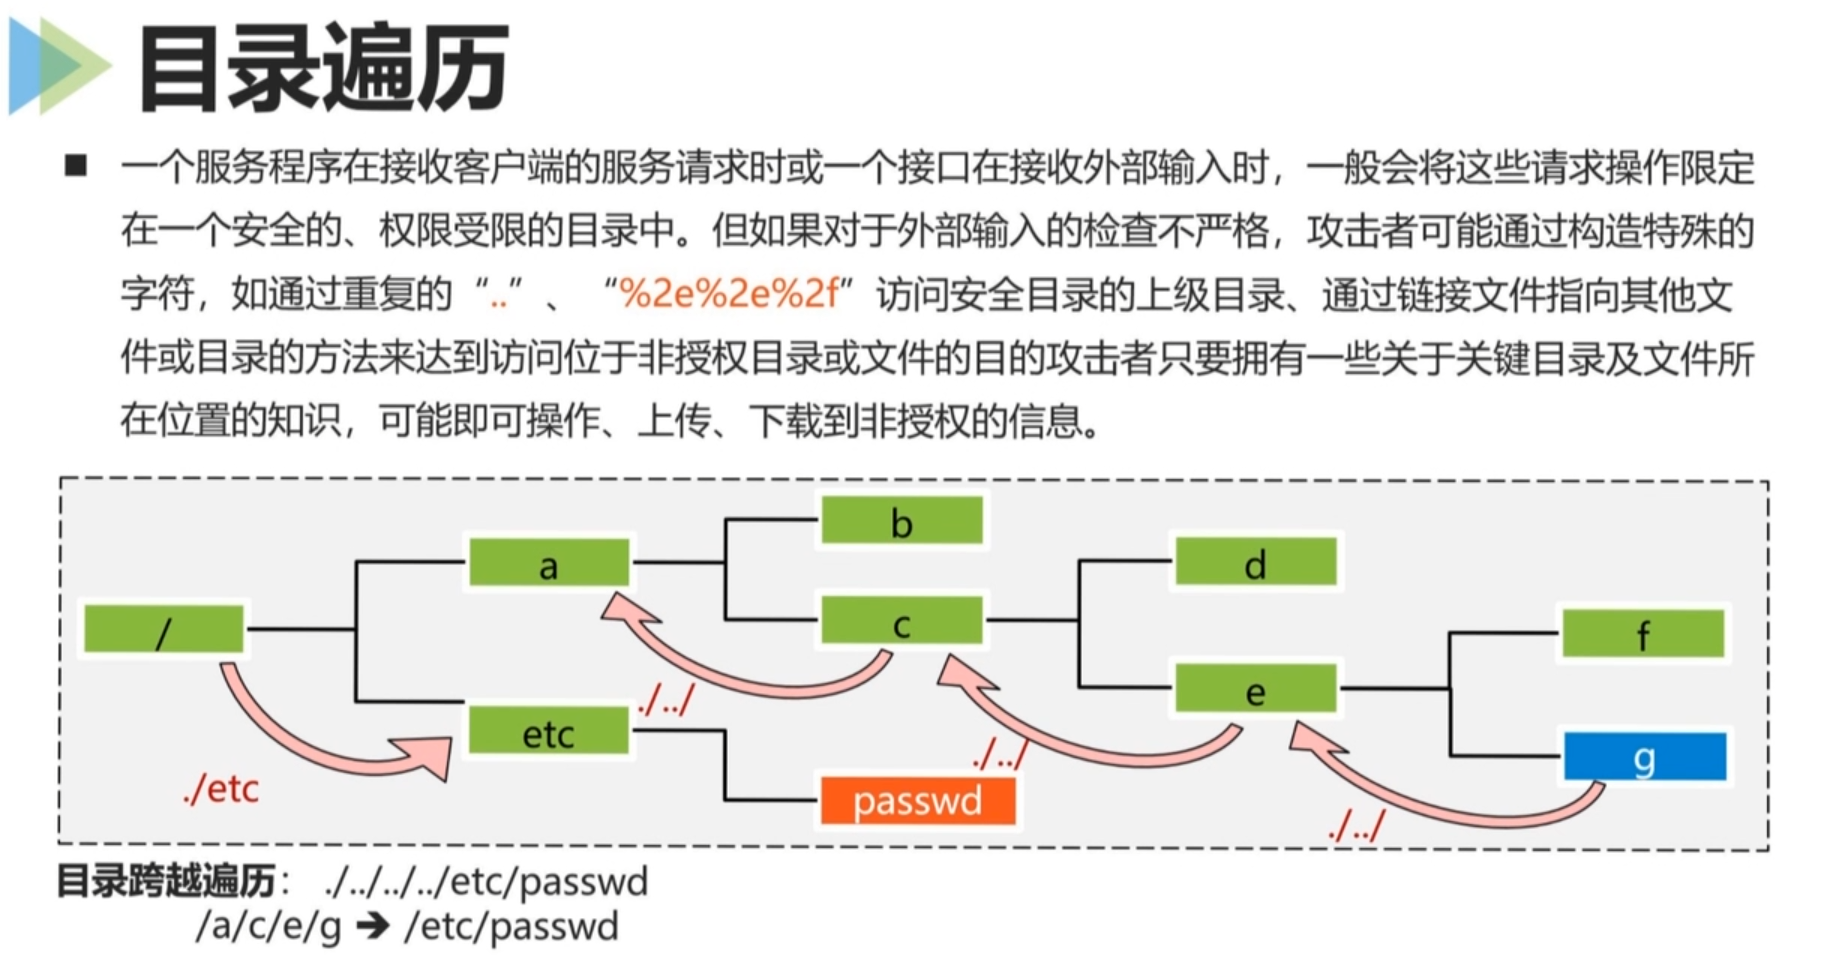 目录遍历
■ 一个服务程序在接收客户端的服务请求时或一个接口在接收外部输入时，一般会将这些请求操作限定
在一个安全的、权限受限的目录中。但如果对于外部输入的检查不严格，攻击者可能通过构造特殊的
字符，如通过重复的“..”、“%2e%2e%2f”访问安全目录的上级目录、通过链接文件指向其他文
件或目录的方法来达到访问位于非授权目录或文件的目的攻击者只要拥有一些关于关键目录及文件所
在位置的知识，可能即可操作、上传、下载到非授权的信息。
b
a
d
/
c
f
e
./../
etc
./../
g
./etc
passwd
./../
目录跨越遍历： ./../../../etc/passwd
/a/c/e/g ➔ /etc/passwd